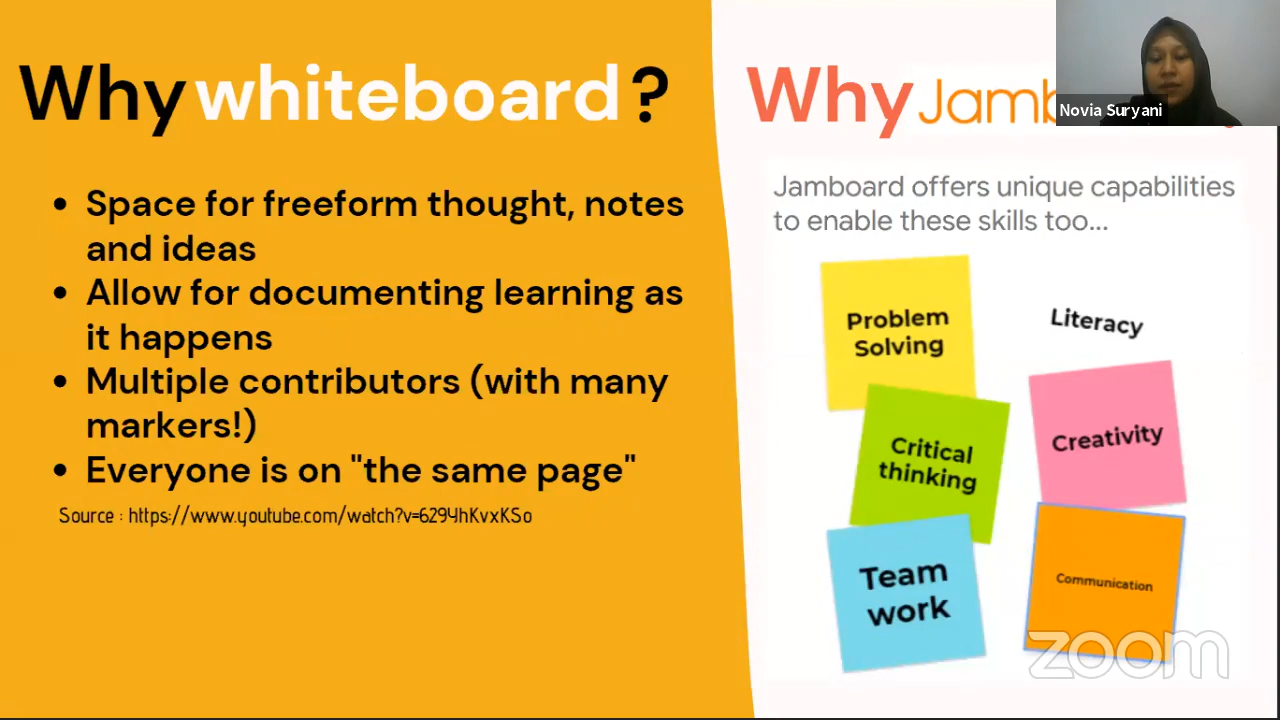 Why whiteboard?
Space for freeform thought, notes
and ideas
Allow for documenting learning as
it happens
Multiple contributors (with many
markers!)
Everyone is on "the same page"
Source : https://www.youtube.com/watch?v=629YhKvxKSo
Why Jamb
Novia Suryani
Jamboard offers unique capabilities
to enable these skills too...
Problem
Solving
Literacy
Critical
thinking
Creativity
Team
work
Communication
zoom